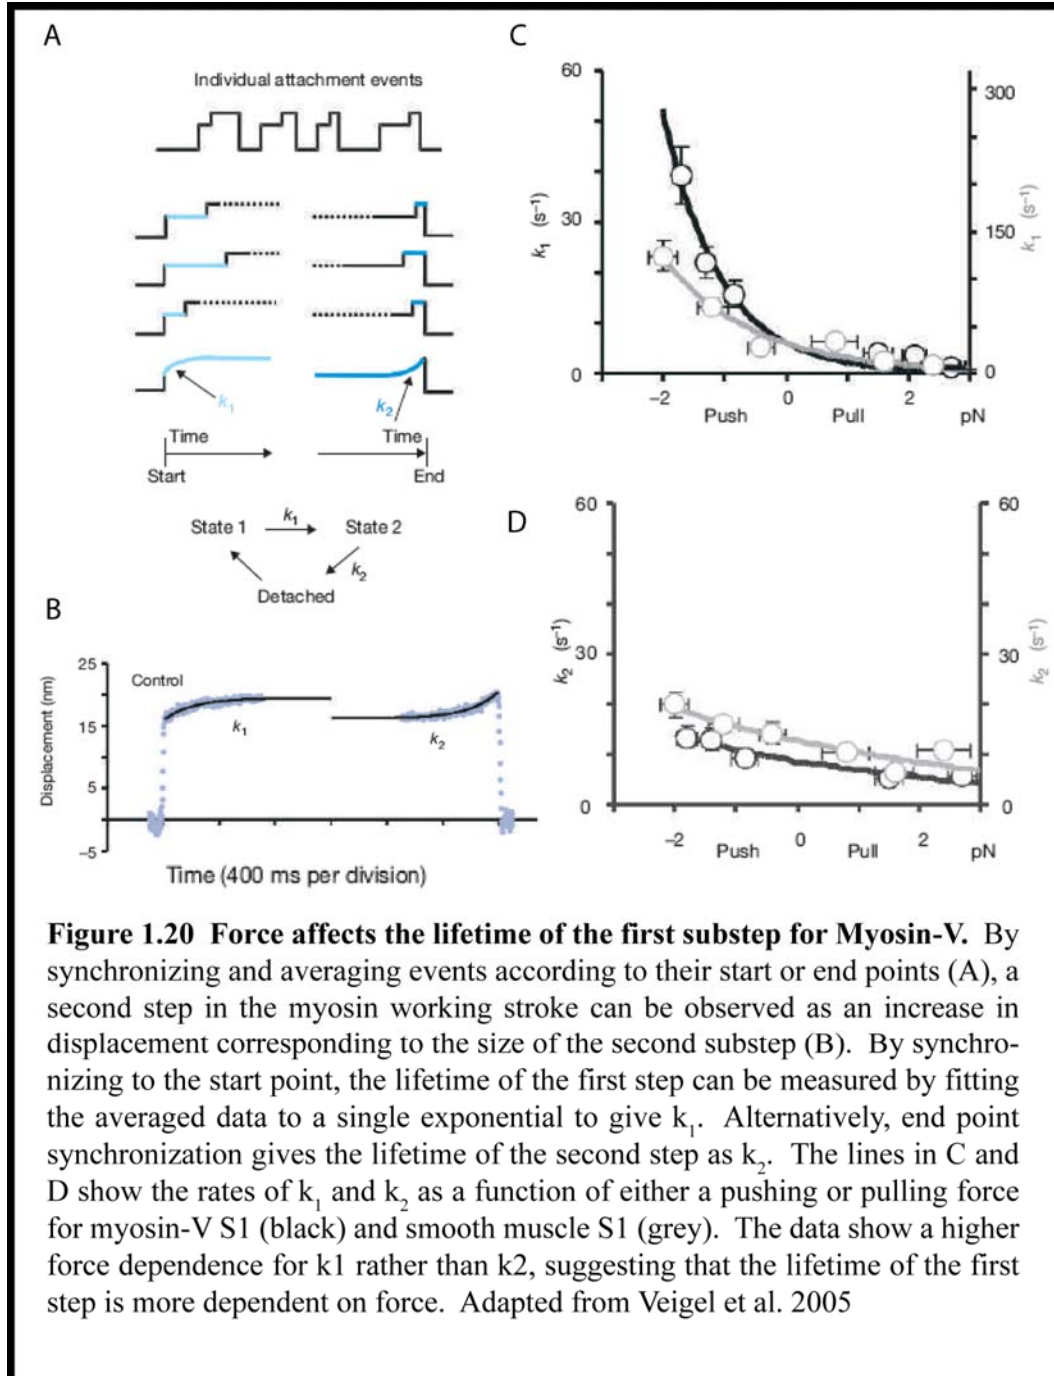 A
Individual attachment events
k₁
k₂
Time
Time
Start
End
State 1
k₁
State 2
k₂
Detached
B
25
15
5
–5
Displacement (nm)
Control
k₁
k₂
Time (400 ms per division)
C
60
30
0
k₁ (s⁻¹)
300
150
0
k₁ (s⁻¹)
–2
0
2
Push
Pull
pN
D
60
30
0
k₂ (s⁻¹)
60
30
0
k₂ (s⁻¹)
–2
0
2
Push
Pull
pN
Figure 1.20 Force affects the lifetime of the first substep for Myosin-V. By
synchronizing and averaging events according to their start or end points (A), a
second step in the myosin working stroke can be observed as an increase in
displacement corresponding to the size of the second substep (B). By synchro-
nizing to the start point, the lifetime of the first step can be measured by fitting
the averaged data to a single exponential to give k₁. Alternatively, end point
synchronization gives the lifetime of the second step as k₂. The lines in C and
D show the rates of k₁ and k₂ as a function of either a pushing or pulling force
for myosin-V S1 (black) and smooth muscle S1 (grey). The data show a higher
force dependence for k1 rather than k2, suggesting that the lifetime of the first
step is more dependent on force. Adapted from Veigel et al. 2005